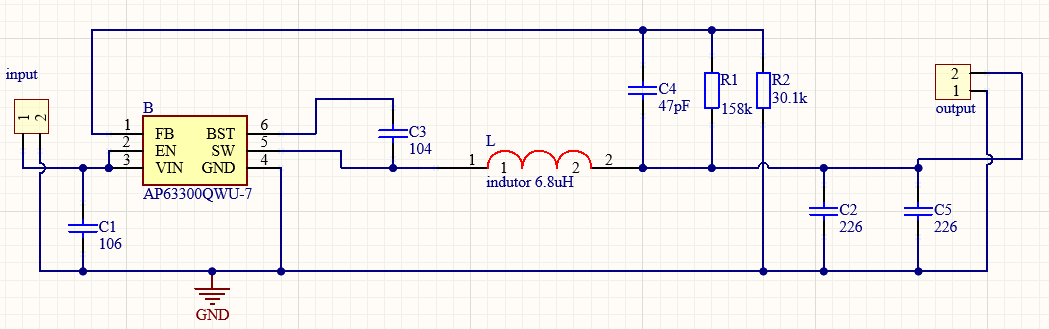 input
1
2
B
1 FB BST 6
2 EN SW 5
3 VIN GND 4
AP63300QWU-7
C1
106
GND
C3
104
L
1 1 2 2
indutor 6.8uH
C4
47pF
R1
158k
R2
30.1k
C2
226
C5
226
2
1
output